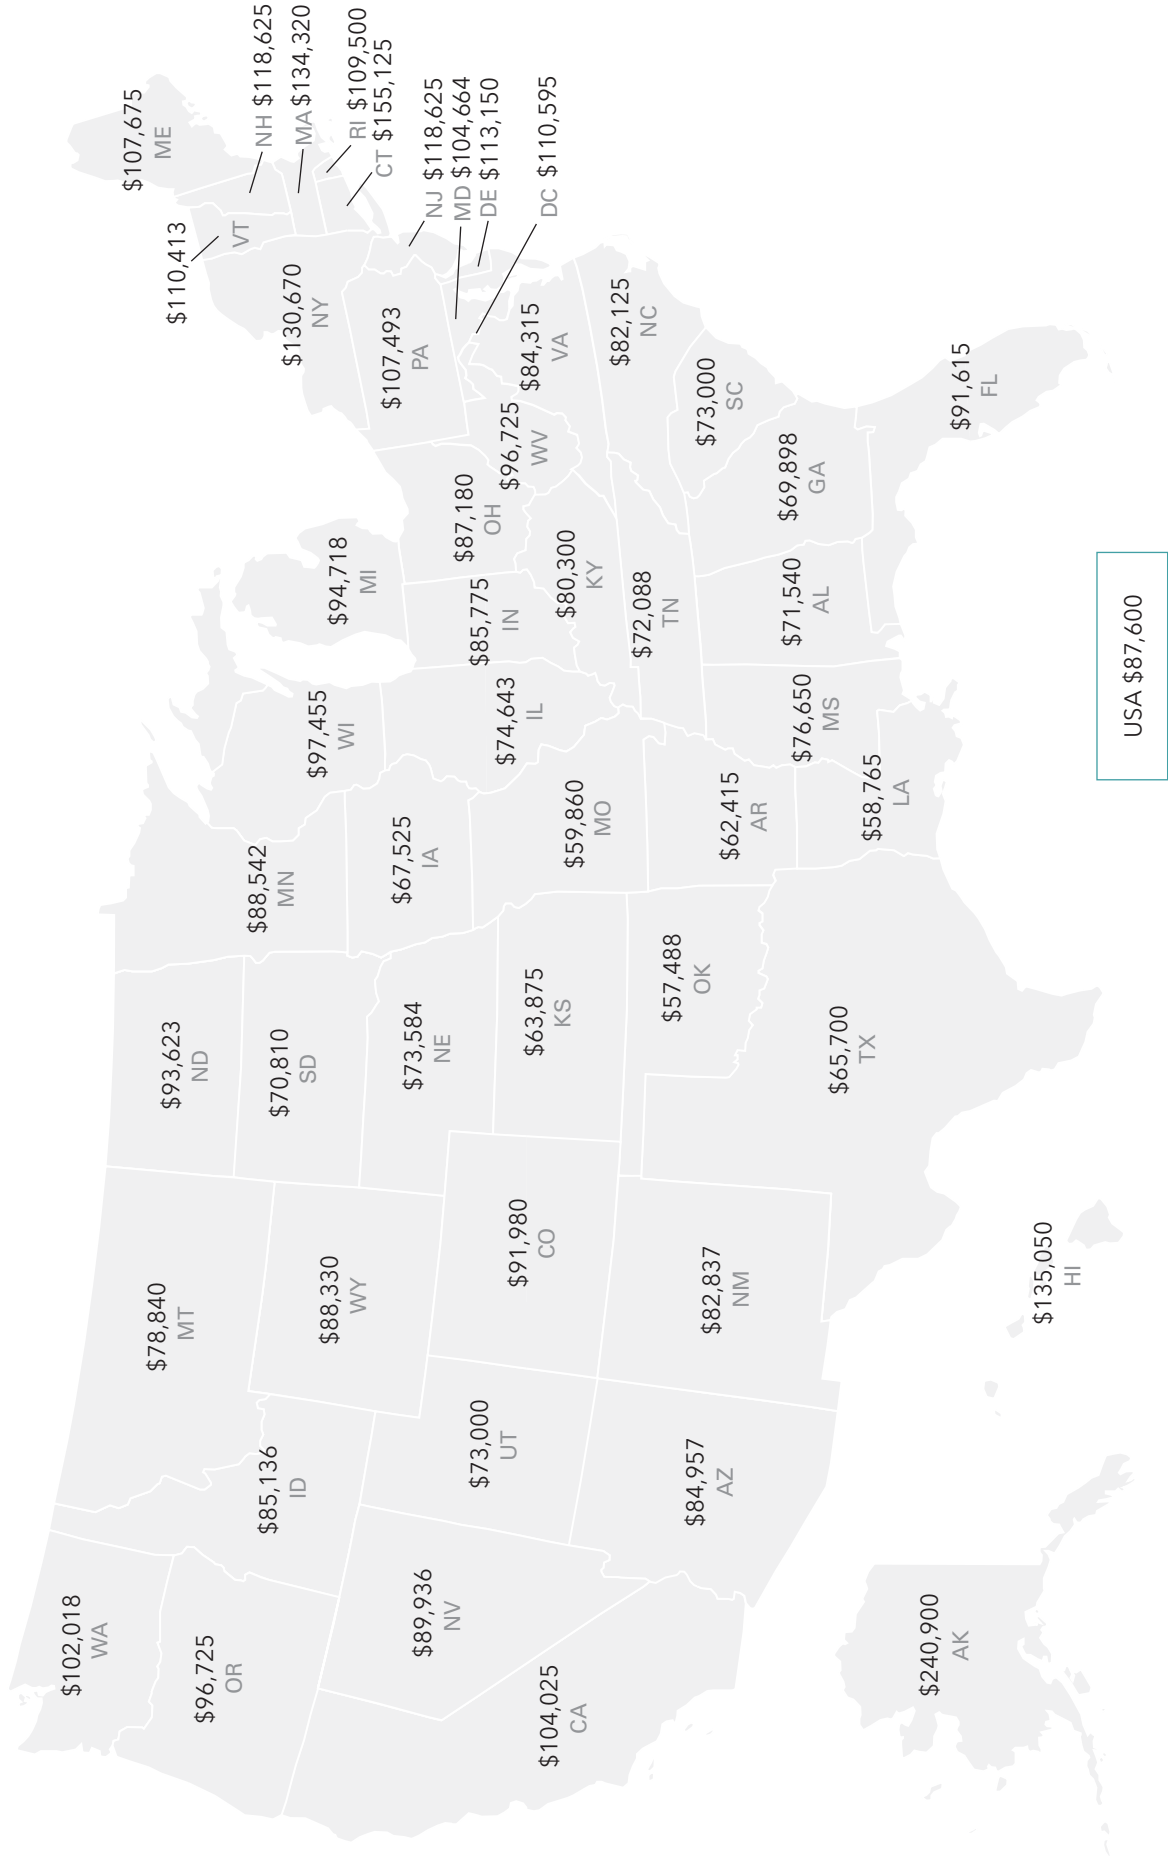 $102,018
WA
$96,725
OR
$104,025
CA
$89,936
NV
$85,136
ID
$78,840
MT
$88,330
WY
$73,000
UT
$91,980
CO
$84,957
AZ
$82,837
NM
$93,623
ND
$70,810
SD
$73,584
NE
$63,875
KS
$57,488
OK
$65,700
TX
$88,542
MN
$67,525
IA
$59,860
MO
$62,415
AR
$58,765
LA
$97,455
WI
$74,643
IL
$94,718
MI
$85,775
IN
$87,180
OH
$80,300
KY
$72,088
TN
$76,650
MS
$71,540
AL
$69,898
GA
$91,615
FL
$73,000
SC
$82,125
NC
$84,315
VA
$96,725
WV
$107,493
PA
$130,670
NY
$110,413
VT
$107,675
ME
NH $118,625
MA $134,320
RI $109,500
CT $155,125
NJ $118,625
MD $104,664
DE $113,150
DC $110,595
$240,900
AK
$135,050
HI
USA $87,600